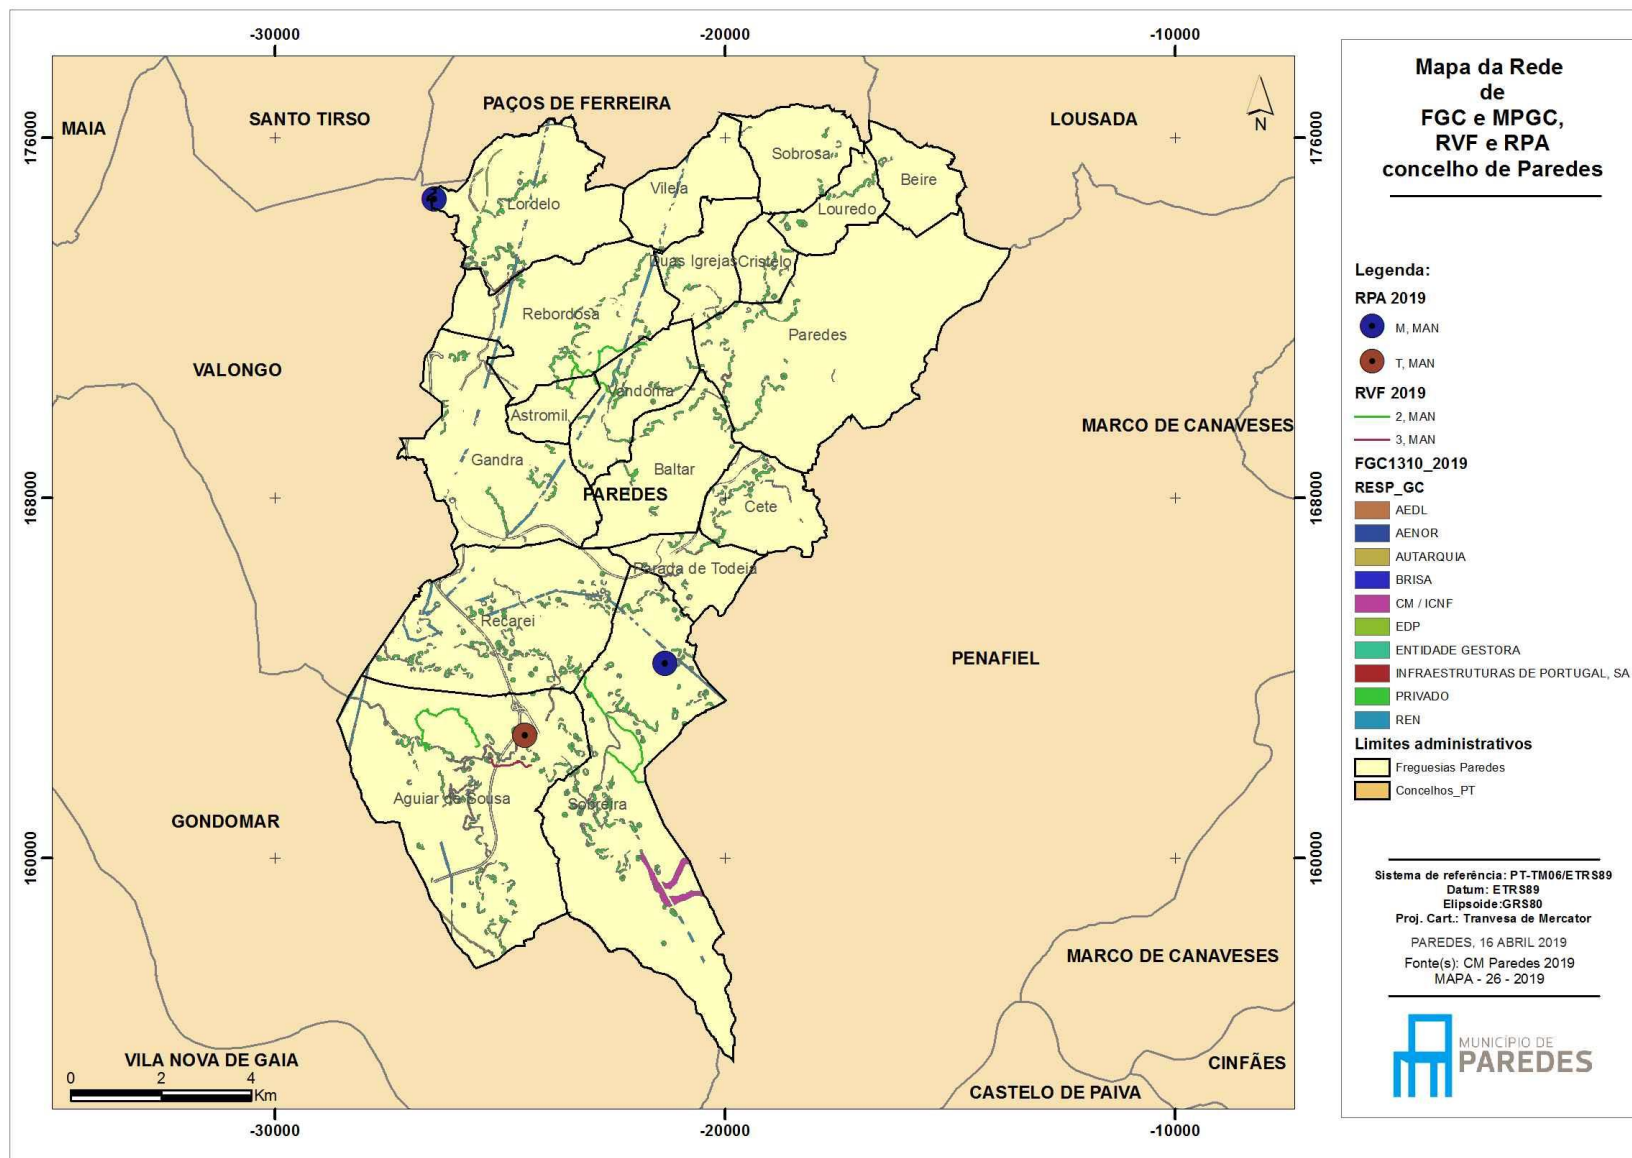 -30000
-20000
-10000
MAIA
SANTO TIRSO
PAÇOS DE FERREIRA
LOUSADA
N
176000
176000
Sobrosa
Beire
Vilela
Lordelo
Louredo
Duas Igrejas
Cristelo
Rebordosa
Paredes
VALONGO
Vandoma
Astromil
MARCO DE CANAVESES
Gandra
Baltar
PAREDES
Cete
168000
168000
Parada de Todeia
Recarei
PENAFIEL
Aguiar de Sousa
Sobreira
GONDOMAR
160000
160000
MARCO DE CANAVESES
VILA NOVA DE GAIA
CINFÃES
CASTELO DE PAIVA
0 2 4
Km
-30000
-20000
-10000
Mapa da Rede
de
FGC e MPGC,
RVF e RPA
concelho de Paredes
Legenda:
RPA 2019
M, MAN
T, MAN
RVF 2019
2, MAN
3, MAN
FGC1310_2019
RESP_GC
AEDL
AENOR
AUTARQUIA
BRISA
CM / ICNF
EDP
ENTIDADE GESTORA
INFRAESTRUTURAS DE PORTUGAL, SA
PRIVADO
REN
Limites administrativos
Freguesias Paredes
Concelhos_PT
Sistema de referência: PT-TM06/ETRS89
Datum: ETRS89
Elipsoide:GRS80
Proj. Cart.: Tranvesa de Mercator
PAREDES, 16 ABRIL 2019
Fonte(s): CM Paredes 2019
MAPA - 26 - 2019
MUNICÍPIO DE
PAREDES